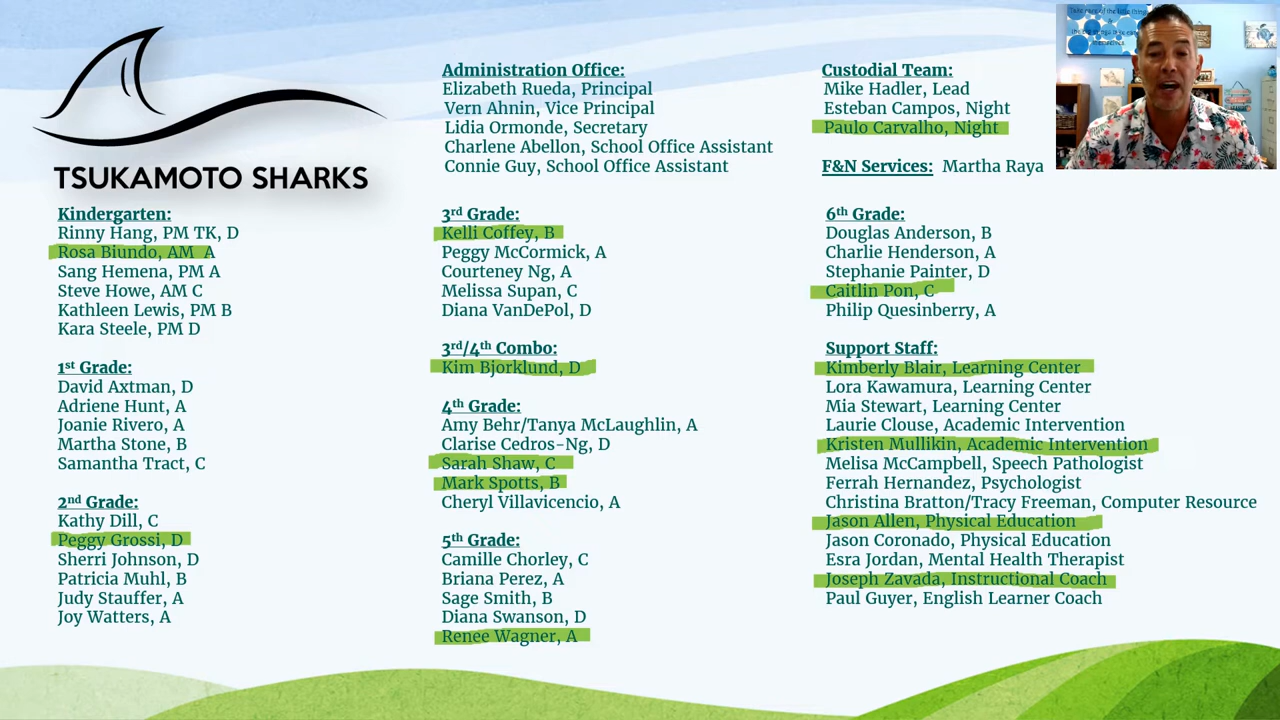 TSUKAMOTO SHARKS
Administration Office:
Elizabeth Rueda, Principal
Vern Ahnin, Vice Principal
Lidia Ormonde, Secretary
Charlene Abellon, School Office Assistant
Connie Guy, School Office Assistant
Custodial Team:
Mike Hadler, Lead
Esteban Campos, Night
Paulo Carvalho, Night
F&N Services: Martha Raya
Kindergarten:
Rinny Hang, PM TK, D
Rosa Biundo, AM A
Sang Hemena, PM A
Steve Howe, AM C
Kathleen Lewis, PM B
Kara Steele, PM D
1st Grade:
David Axtman, D
Adriene Hunt, A
Joanie Rivero, A
Martha Stone, B
Samantha Tract, C
2nd Grade:
Kathy Dill, C
Peggy Grossi, D
Sherri Johnson, D
Patricia Muhl, B
Judy Stauffer, A
Joy Watters, A
3rd Grade:
Kelli Coffey, B
Peggy McCormick, A
Courteney Ng, A
Melissa Supan, C
Diana VanDePol, D
3rd/4th Combo:
Kim Bjorklund, D
4th Grade:
Amy Behr/Tanya McLaughlin, A
Clarise Cedros-Ng, D
Sarah Shaw, C
Mark Spotts, B
Cheryl Villavicencio, A
5th Grade:
Camille Chorley, C
Briana Perez, A
Sage Smith, B
Diana Swanson, D
Renee Wagner, A
6th Grade:
Douglas Anderson, B
Charlie Henderson, A
Stephanie Painter, D
Caitlin Pon, C
Philip Quesinberry, A
Support Staff:
Kimberly Blair, Learning Center
Lora Kawamura, Learning Center
Mia Stewart, Learning Center
Laurie Clouse, Academic Intervention
Kristen Mullikin, Academic Intervention
Melisa McCampbell, Speech Pathologist
Ferrah Hernandez, Psychologist
Christina Bratton/Tracy Freeman, Computer Resource
Jason Allen, Physical Education
Jason Coronado, Physical Education
Esra Jordan, Mental Health Therapist
Joseph Zavada, Instructional Coach
Paul Guyer, English Learner Coach
Take care of the little things
&
themselves.